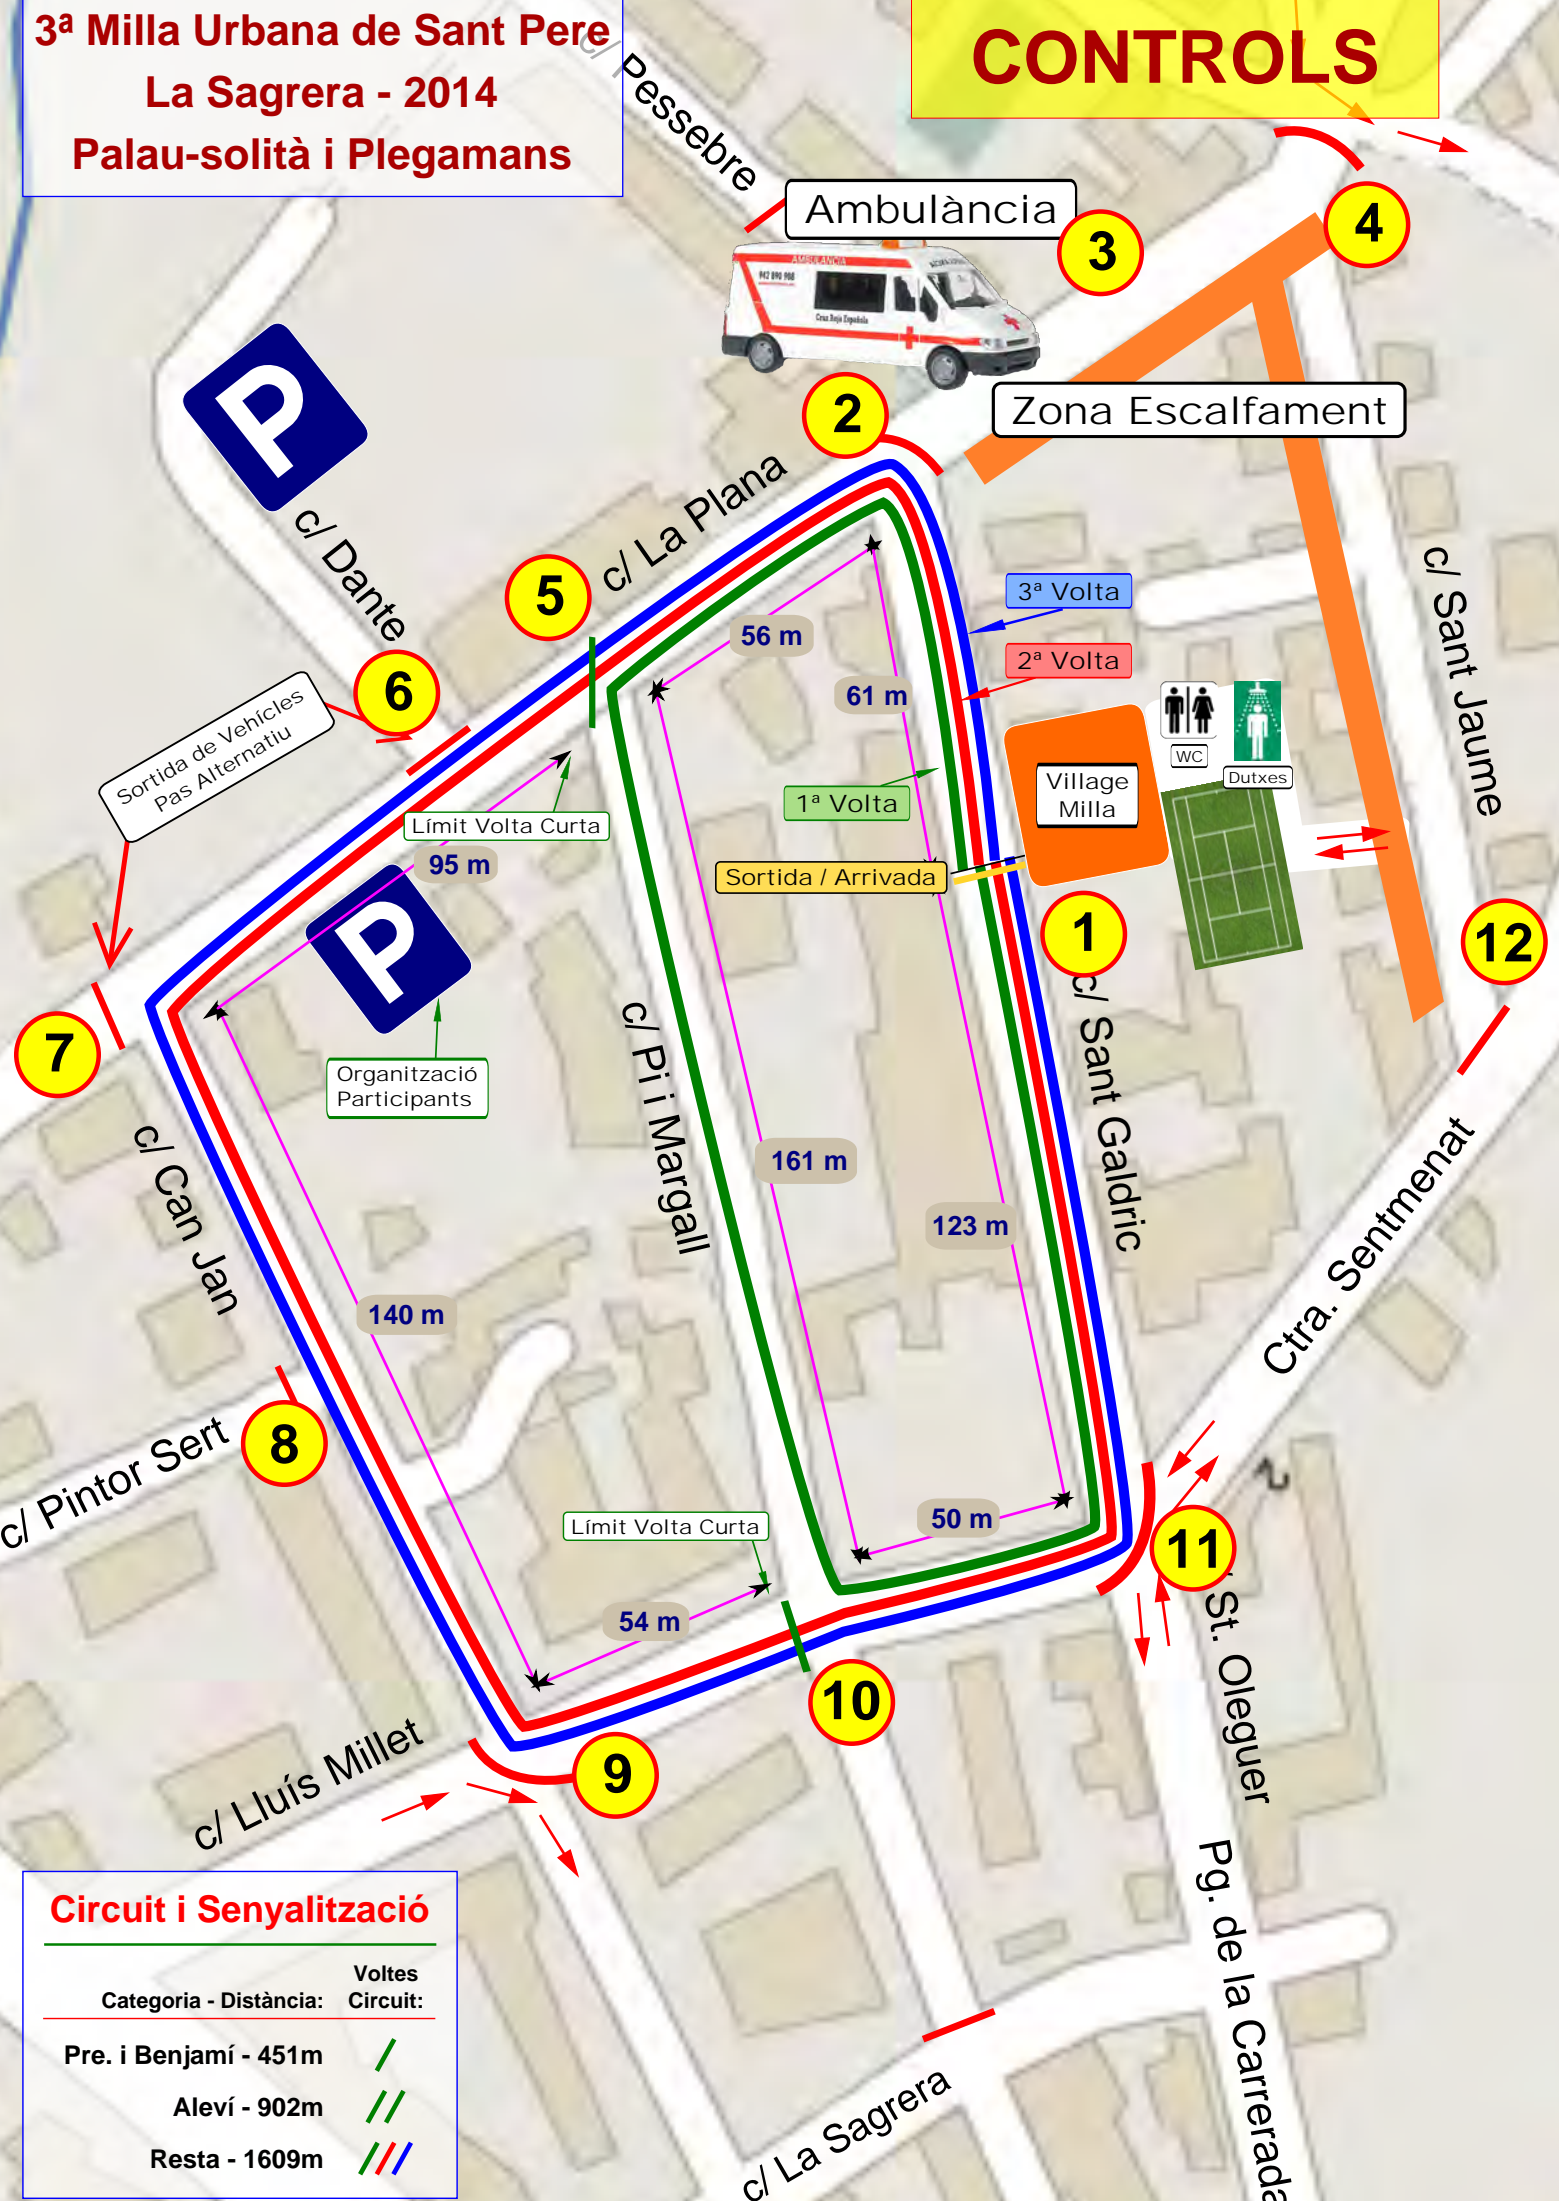 3ª Milla Urbana de Sant Pere
La Sagrera - 2014
Palau-solità i Plegamans
CONTROLS
c/ Pessebre
Ambulància
3
4
AMBULANCIA
Cruz Roja Española
2
Zona Escalfament
c/ La Plana
c/ Dante
P
5
6
Sortida de Vehícles
Pas Alternatiu
56 m
61 m
3ª Volta
2ª Volta
1ª Volta
c/ Sant Jaume
WC
Dutxes
Village
Milla
Límit Volta Curta
95 m
Sortida / Arrivada
P
1
12
7
Organització
Participants
c/ Pi i Margall
c/ Sant Galdric
c/ Can Jan
161 m
123 m
Ctra. Sentmenat
140 m
8
c/ Pintor Sert
Límit Volta Curta
50 m
11
54 m
10
St. Oleguer
9
c/ Lluís Millet
Pg. de la Carrerada
c/ La Sagrera
Circuit i Senyalització
Voltes
Categoria - Distància: Circuit:
Pre. i Benjamí - 451m
Aleví - 902m
Resta - 1609m